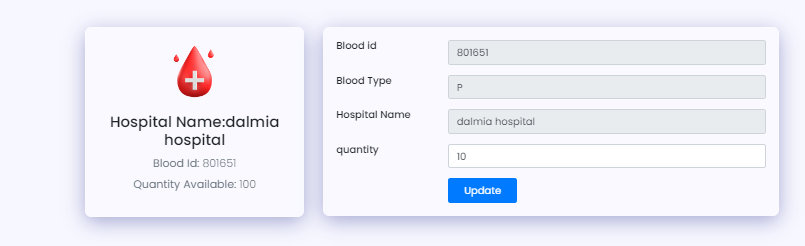 Hospital Name:dalmia
hospital
Blood Id: 801651
Quantity Available: 100
Blood id
801651
Blood Type
P
Hospital Name
dalmia hospital
quantity
10
Update